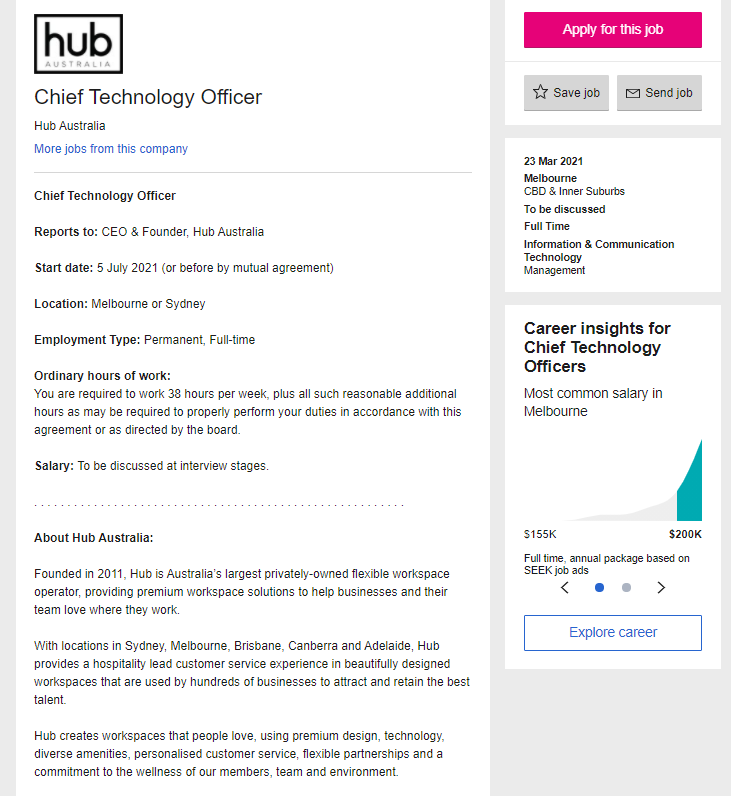 hub
AUSTRALIA
Chief Technology Officer
Hub Australia
More jobs from this company
Chief Technology Officer
Reports to: CEO & Founder, Hub Australia
Start date: 5 July 2021 (or before by mutual agreement)
Location: Melbourne or Sydney
Employment Type: Permanent, Full-time
Ordinary hours of work:
You are required to work 38 hours per week, plus all such reasonable additional
hours as may be required to properly perform your duties in accordance with this
agreement or as directed by the board.
Salary: To be discussed at interview stages.
. . . . . . . . . . . . . . . . . . . . . . . . . . . . . . . . . . . . . . . . . . . . . . . . . . . . . . . .
About Hub Australia:
Founded in 2011, Hub is Australia’s largest privately-owned flexible workspace
operator, providing premium workspace solutions to help businesses and their
team love where they work.
With locations in Sydney, Melbourne, Brisbane, Canberra and Adelaide, Hub
provides a hospitality lead customer service experience in beautifully designed
workspaces that are used by hundreds of businesses to attract and retain the best
talent.
Hub creates workspaces that people love, using premium design, technology,
diverse amenities, personalised customer service, flexible partnerships and a
commitment to the wellness of our members, team and environment.
Apply for this job
Save job
Send job
23 Mar 2021
Melbourne
CBD & Inner Suburbs
To be discussed
Full Time
Information & Communication
Technology
Management
Career insights for
Chief Technology
Officers
Most common salary in
Melbourne
$155K
$200K
Full time, annual package based on
SEEK job ads
Explore career